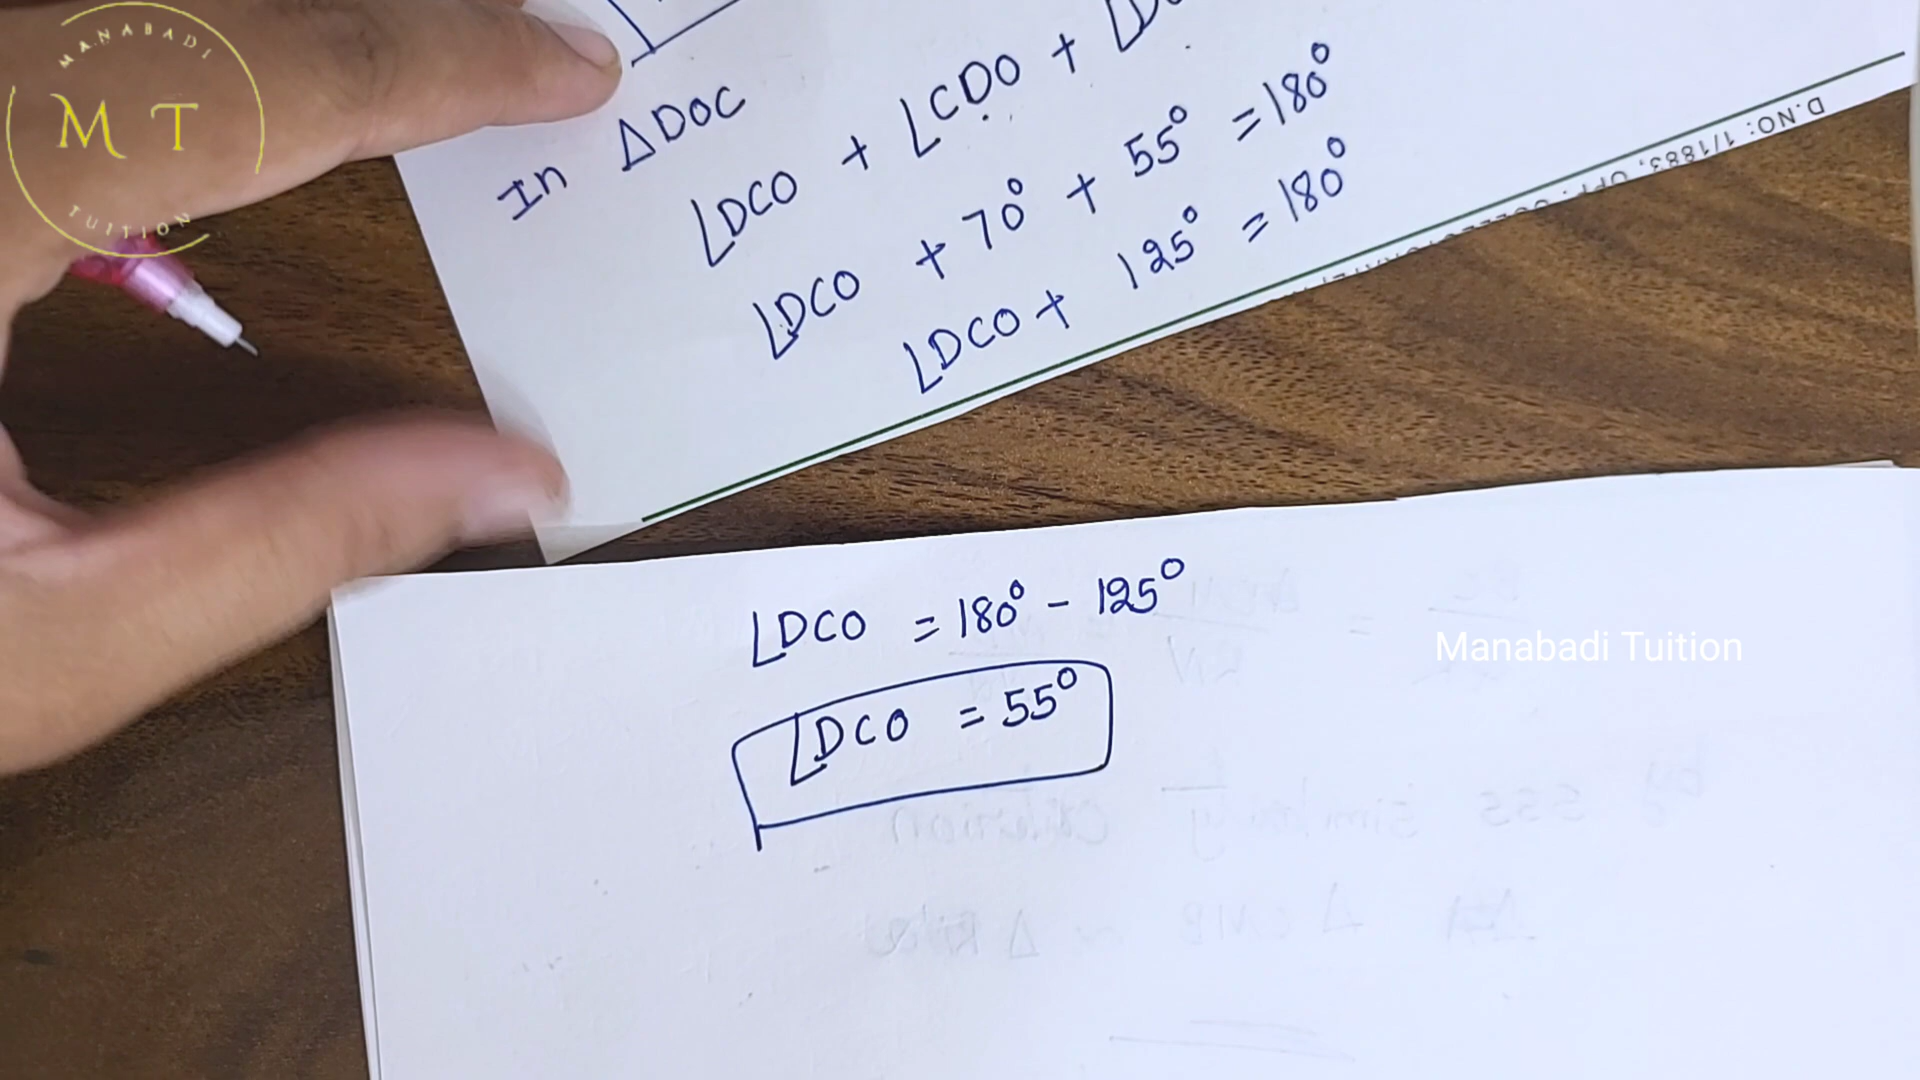 MANABADI
M T
TUITION
In ΔDOC
∠DCO + ∠CDO +
∠DCO + 70° + 55° = 180°
∠DCO + 125° = 180°
D.NO: 1/1883,
∠DCO = 180° - 125°
∠DCO = 55°
Manabadi Tuition